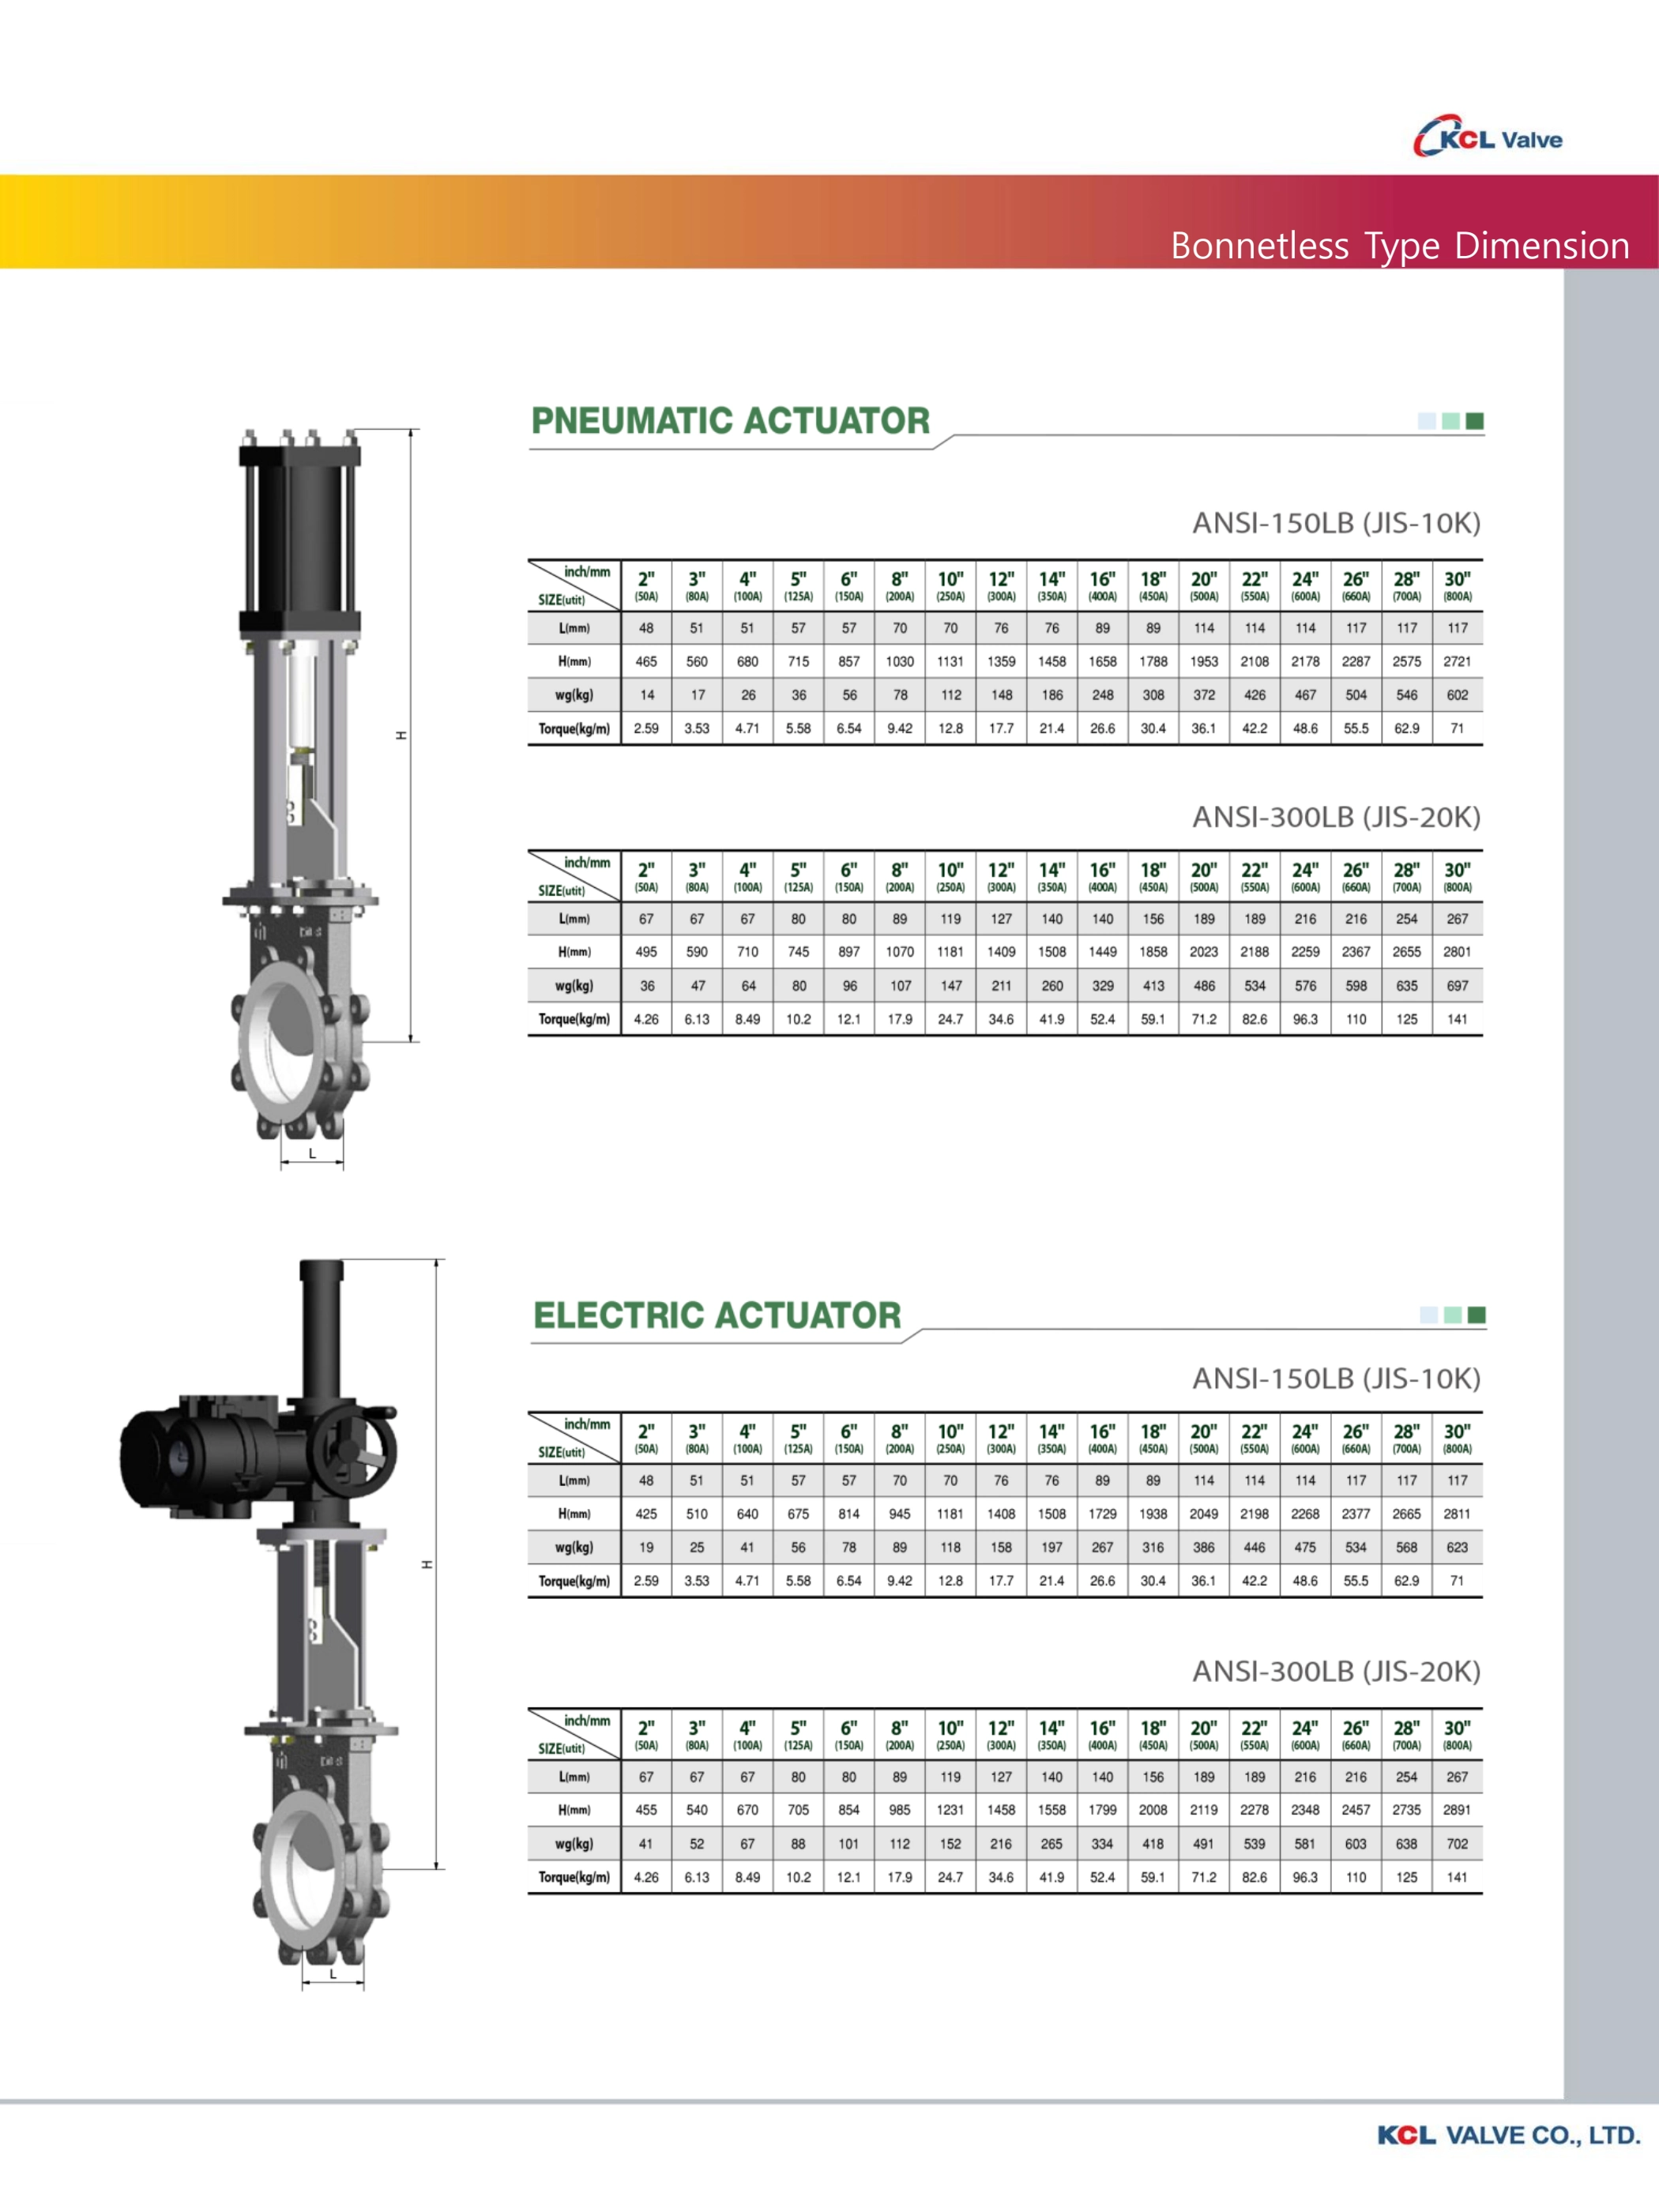 KCL Valve
Bonnetless Type Dimension
PNEUMATIC ACTUATOR
ANSI-150LB (JIS-10K)
inch/mm SIZE(utit) 2" (50A) 3" (80A) 4" (100A) 5" (125A) 6" (150A) 8" (200A) 10" (250A) 12" (300A) 14" (350A) 16" (400A) 18" (450A) 20" (500A) 22" (550A) 24" (600A) 26" (660A) 28" (700A) 30" (800A)
L(mm) 48 51 51 57 57 70 70 76 76 89 89 114 114 114 117 117 117
H(mm) 465 560 680 715 857 1030 1131 1359 1458 1658 1788 1953 2108 2178 2287 2575 2721
wg(kg) 14 17 26 36 56 78 112 148 186 248 308 372 426 467 504 546 602
Torque(kg/m) 2.59 3.53 4.71 5.58 6.54 9.42 12.8 17.7 21.4 26.6 30.4 36.1 42.2 48.6 55.5 62.9 71
H
L
ANSI-300LB (JIS-20K)
inch/mm SIZE(utit) 2" (50A) 3" (80A) 4" (100A) 5" (125A) 6" (150A) 8" (200A) 10" (250A) 12" (300A) 14" (350A) 16" (400A) 18" (450A) 20" (500A) 22" (550A) 24" (600A) 26" (660A) 28" (700A) 30" (800A)
L(mm) 67 67 67 80 80 89 119 127 140 140 156 189 189 216 216 254 267
H(mm) 495 590 710 745 897 1070 1181 1409 1508 1449 1858 2023 2188 2259 2367 2655 2801
wg(kg) 36 47 64 80 96 107 147 211 260 329 413 486 534 576 598 635 697
Torque(kg/m) 4.26 6.13 8.49 10.2 12.1 17.9 24.7 34.6 41.9 52.4 59.1 71.2 82.6 96.3 110 125 141
ELECTRIC ACTUATOR
ANSI-150LB (JIS-10K)
inch/mm SIZE(utit) 2" (50A) 3" (80A) 4" (100A) 5" (125A) 6" (150A) 8" (200A) 10" (250A) 12" (300A) 14" (350A) 16" (400A) 18" (450A) 20" (500A) 22" (550A) 24" (600A) 26" (660A) 28" (700A) 30" (800A)
L(mm) 48 51 51 57 57 70 70 76 76 89 89 114 114 114 117 117 117
H(mm) 425 510 640 675 814 945 1181 1408 1508 1729 1938 2049 2198 2268 2377 2665 2811
wg(kg) 19 25 41 56 78 89 118 158 197 267 316 386 446 475 534 568 623
Torque(kg/m) 2.59 3.53 4.71 5.58 6.54 9.42 12.8 17.7 21.4 26.6 30.4 36.1 42.2 48.6 55.5 62.9 71
H
L
ANSI-300LB (JIS-20K)
inch/mm SIZE(utit) 2" (50A) 3" (80A) 4" (100A) 5" (125A) 6" (150A) 8" (200A) 10" (250A) 12" (300A) 14" (350A) 16" (400A) 18" (450A) 20" (500A) 22" (550A) 24" (600A) 26" (660A) 28" (700A) 30" (800A)
L(mm) 67 67 67 80 80 89 119 127 140 140 156 189 189 216 216 254 267
H(mm) 455 540 670 705 854 985 1231 1458 1558 1799 2008 2119 2278 2348 2457 2735 2891
wg(kg) 41 52 67 88 101 112 152 216 265 334 418 491 539 581 603 638 702
Torque(kg/m) 4.26 6.13 8.49 10.2 12.1 17.9 24.7 34.6 41.9 52.4 59.1 71.2 82.6 96.3 110 125 141
KCL VALVE CO., LTD.